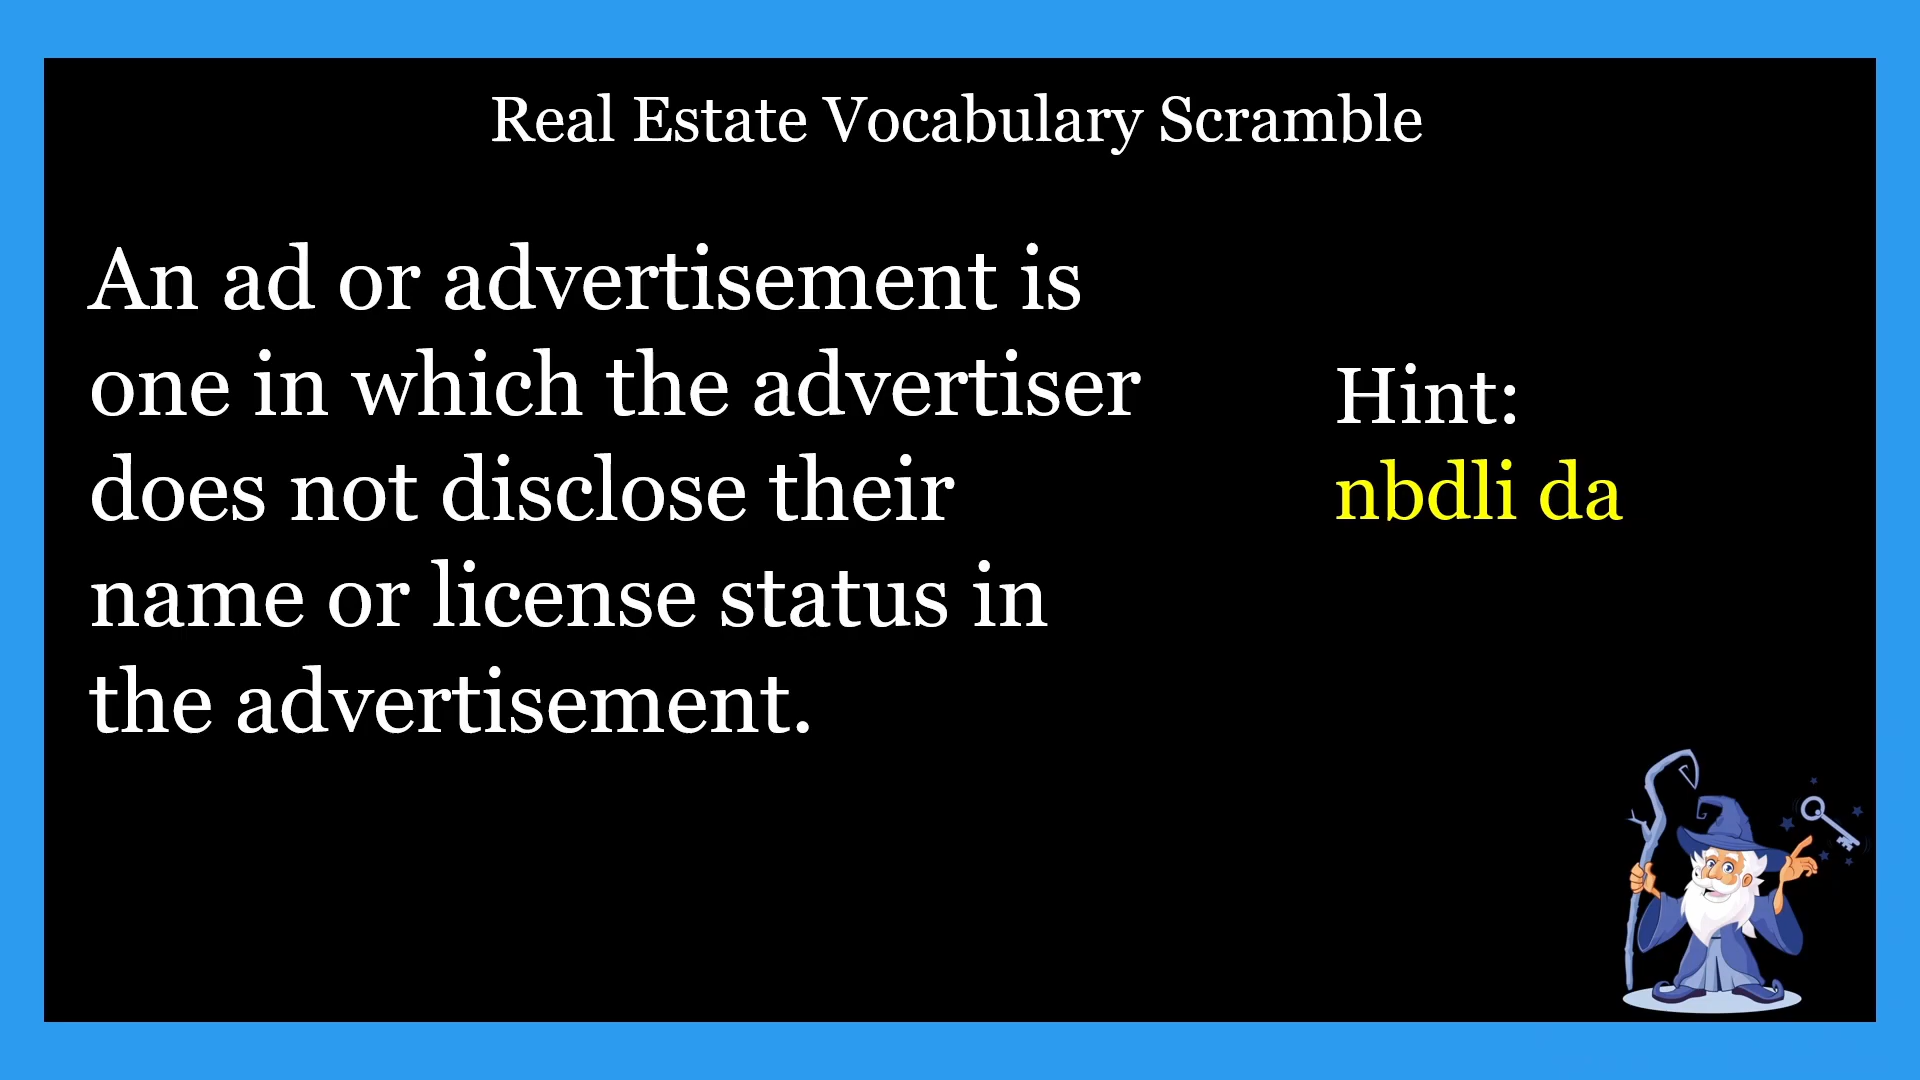 Real Estate Vocabulary Scramble
An ad or advertisement is
one in which the advertiser
does not disclose their
name or license status in
the advertisement.
Hint:
nbdli da